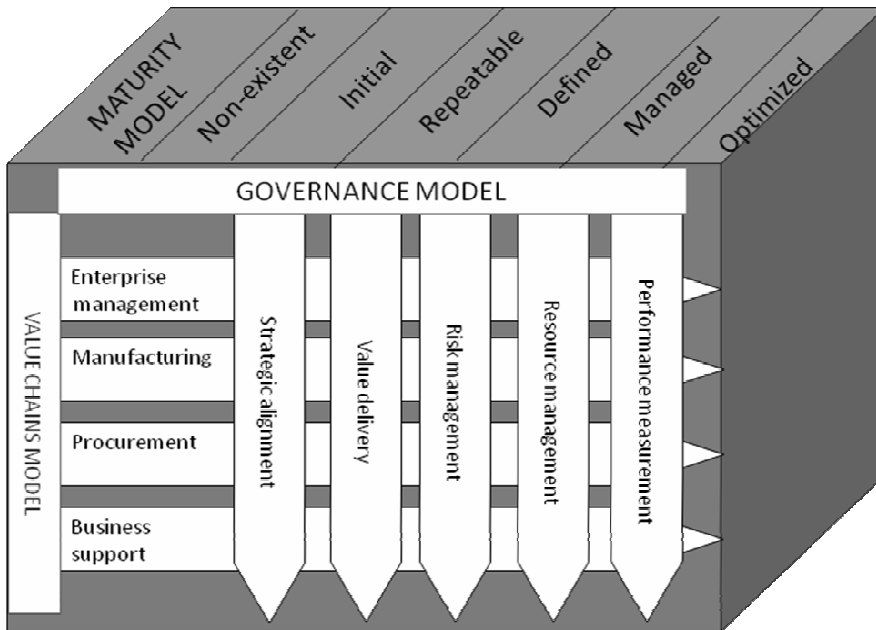 MATURITY
MODEL
Non-existent
Initial
Repeatable
Defined
Managed
Optimized
GOVERNANCE MODEL
VALUE CHAINS MODEL
Enterprise
management
Manufacturing
Procurement
Business
support
Strategic alignment
Value delivery
Risk management
Resource management
Performance measurement